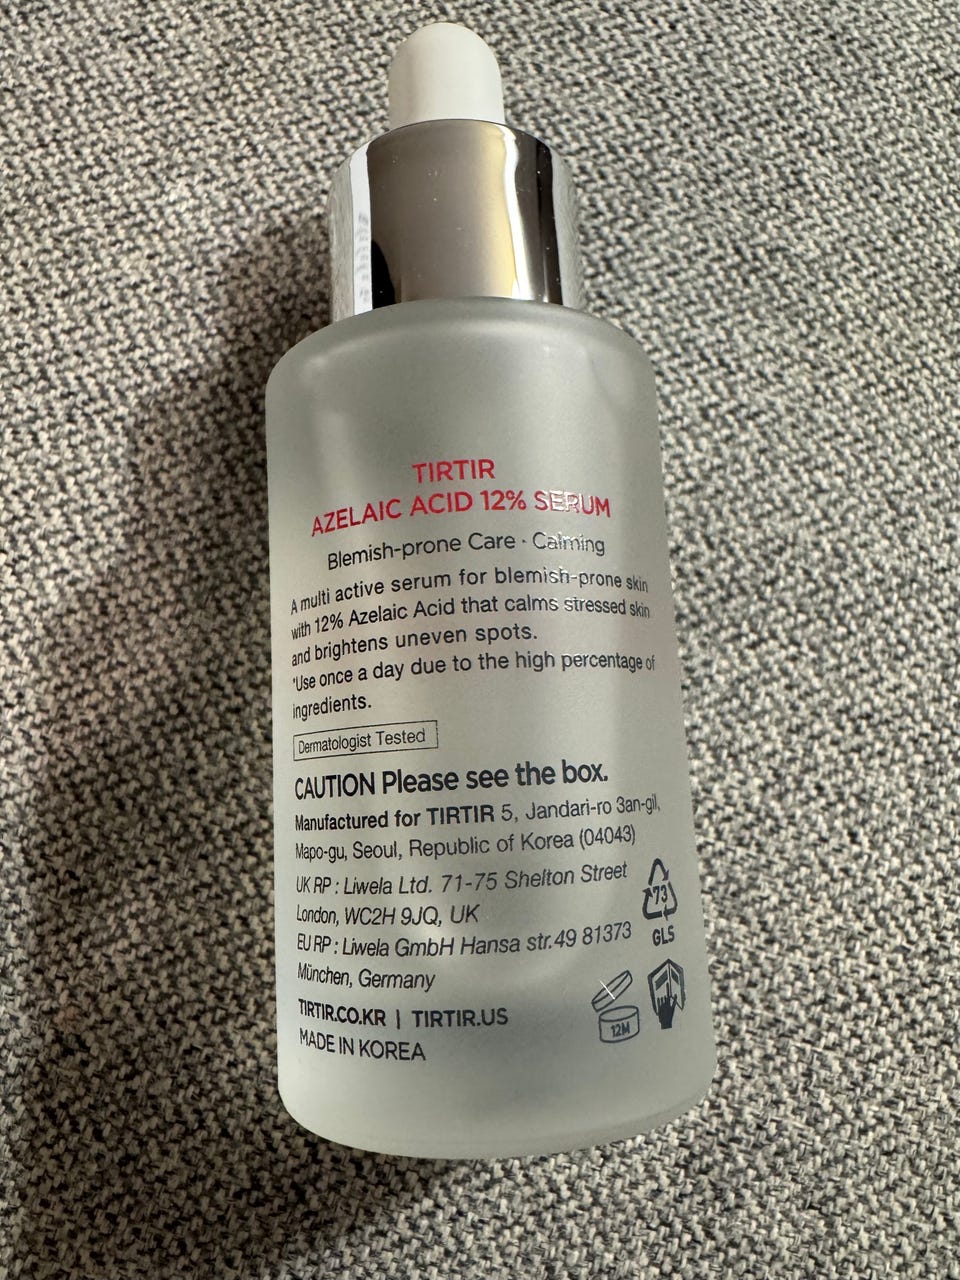 TIRTIR
AZELAIC ACID 12% SERUM
Blemish-prone Care · Calming
A multi active serum for blemish-prone skin
with 12% Azelaic Acid that calms stressed skin
and brightens uneven spots.
*Use once a day due to the high percentage of
ingredients.
Dermatologist Tested
CAUTION Please see the box.
Manufactured for TIRTIR 5, Jandari-ro 3an-gil,
Mapo-gu, Seoul, Republic of Korea (04043)
UK RP : Liwela Ltd. 71-75 Shelton Street
London, WC2H 9JQ, UK
EU RP : Liwela GmbH Hansa str.49 81373
München, Germany
73
GLS
TIRTIR.CO.KR | TIRTIR.US
MADE IN KOREA
12M